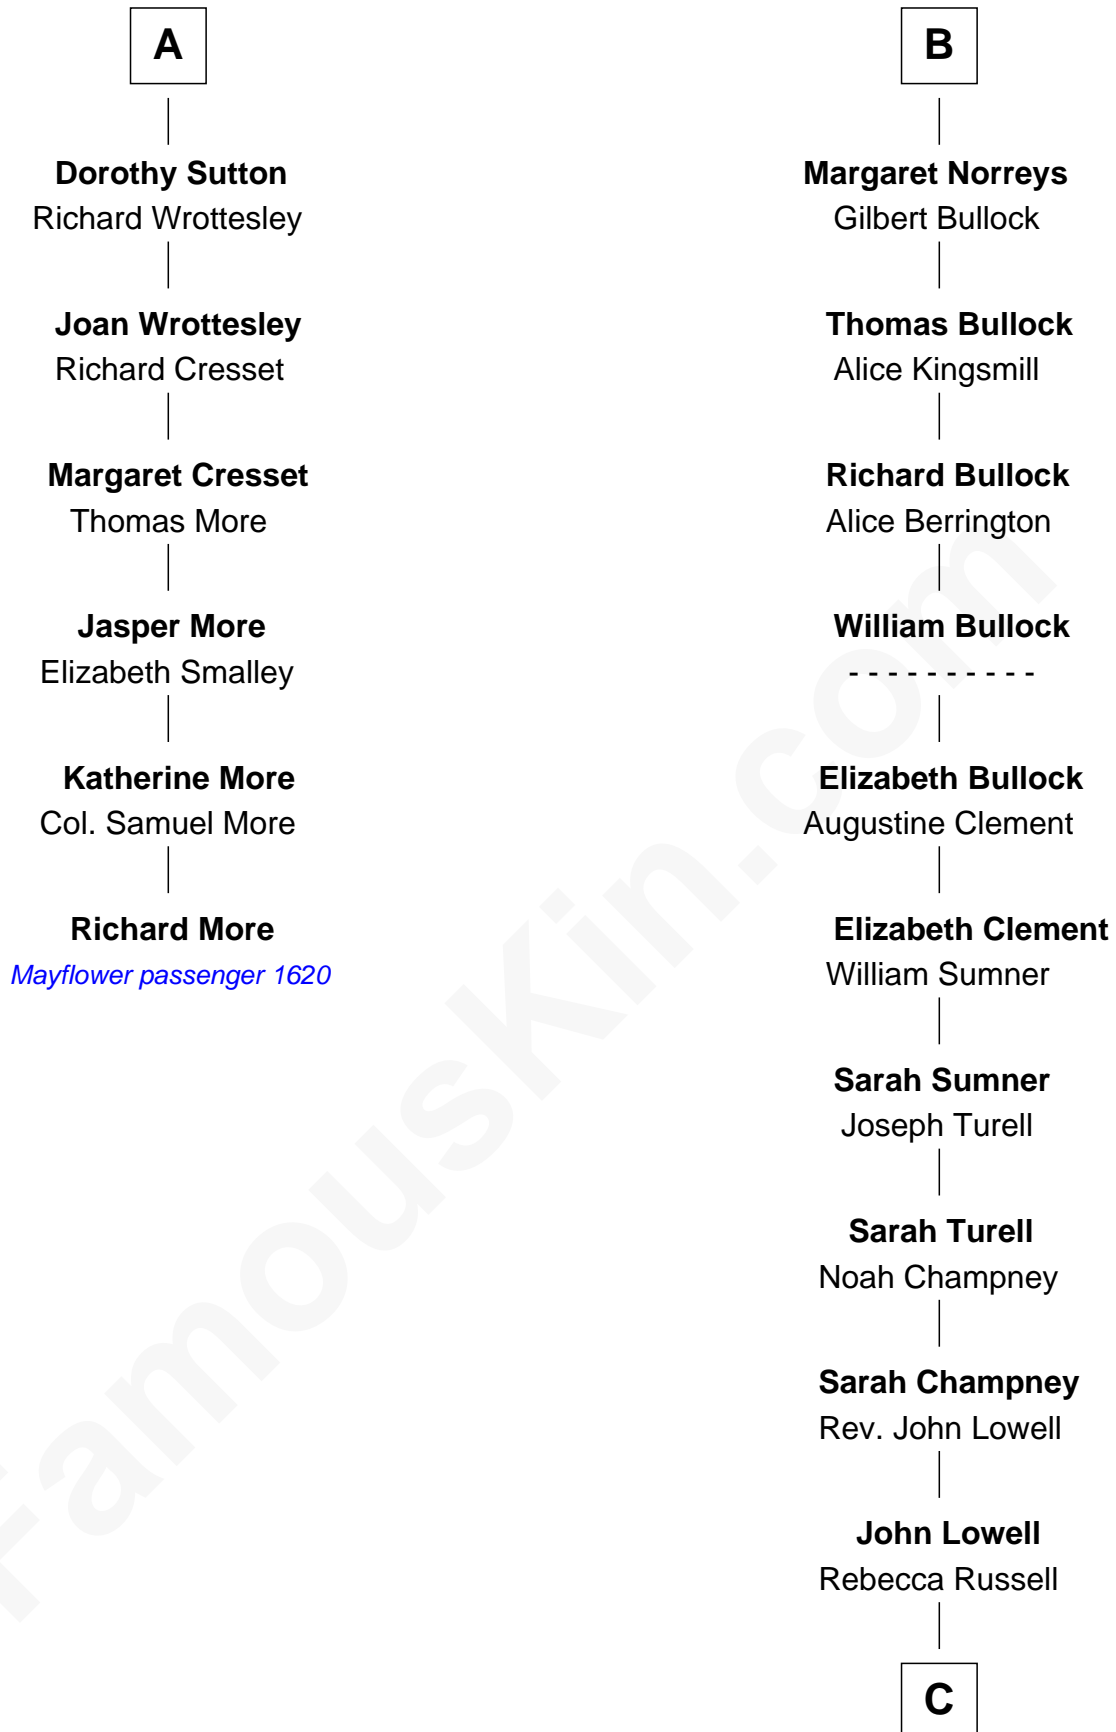 A
Dorothy Sutton
Richard Wrottesley
Joan Wrottesley
Richard Cresset
Margaret Cresset
Thomas More
Jasper More
Elizabeth Smalley
Katherine More
Col. Samuel More
Richard More
Mayflower passenger 1620
B
Margaret Norreys
Gilbert Bullock
Thomas Bullock
Alice Kingsmill
Richard Bullock
Alice Berrington
William Bullock
- - - - - - - - - -
Elizabeth Bullock
Augustine Clement
Elizabeth Clement
William Sumner
Sarah Sumner
Joseph Turell
Sarah Turell
Noah Champney
Sarah Champney
Rev. John Lowell
John Lowell
Rebecca Russell
C
FamousKin.com